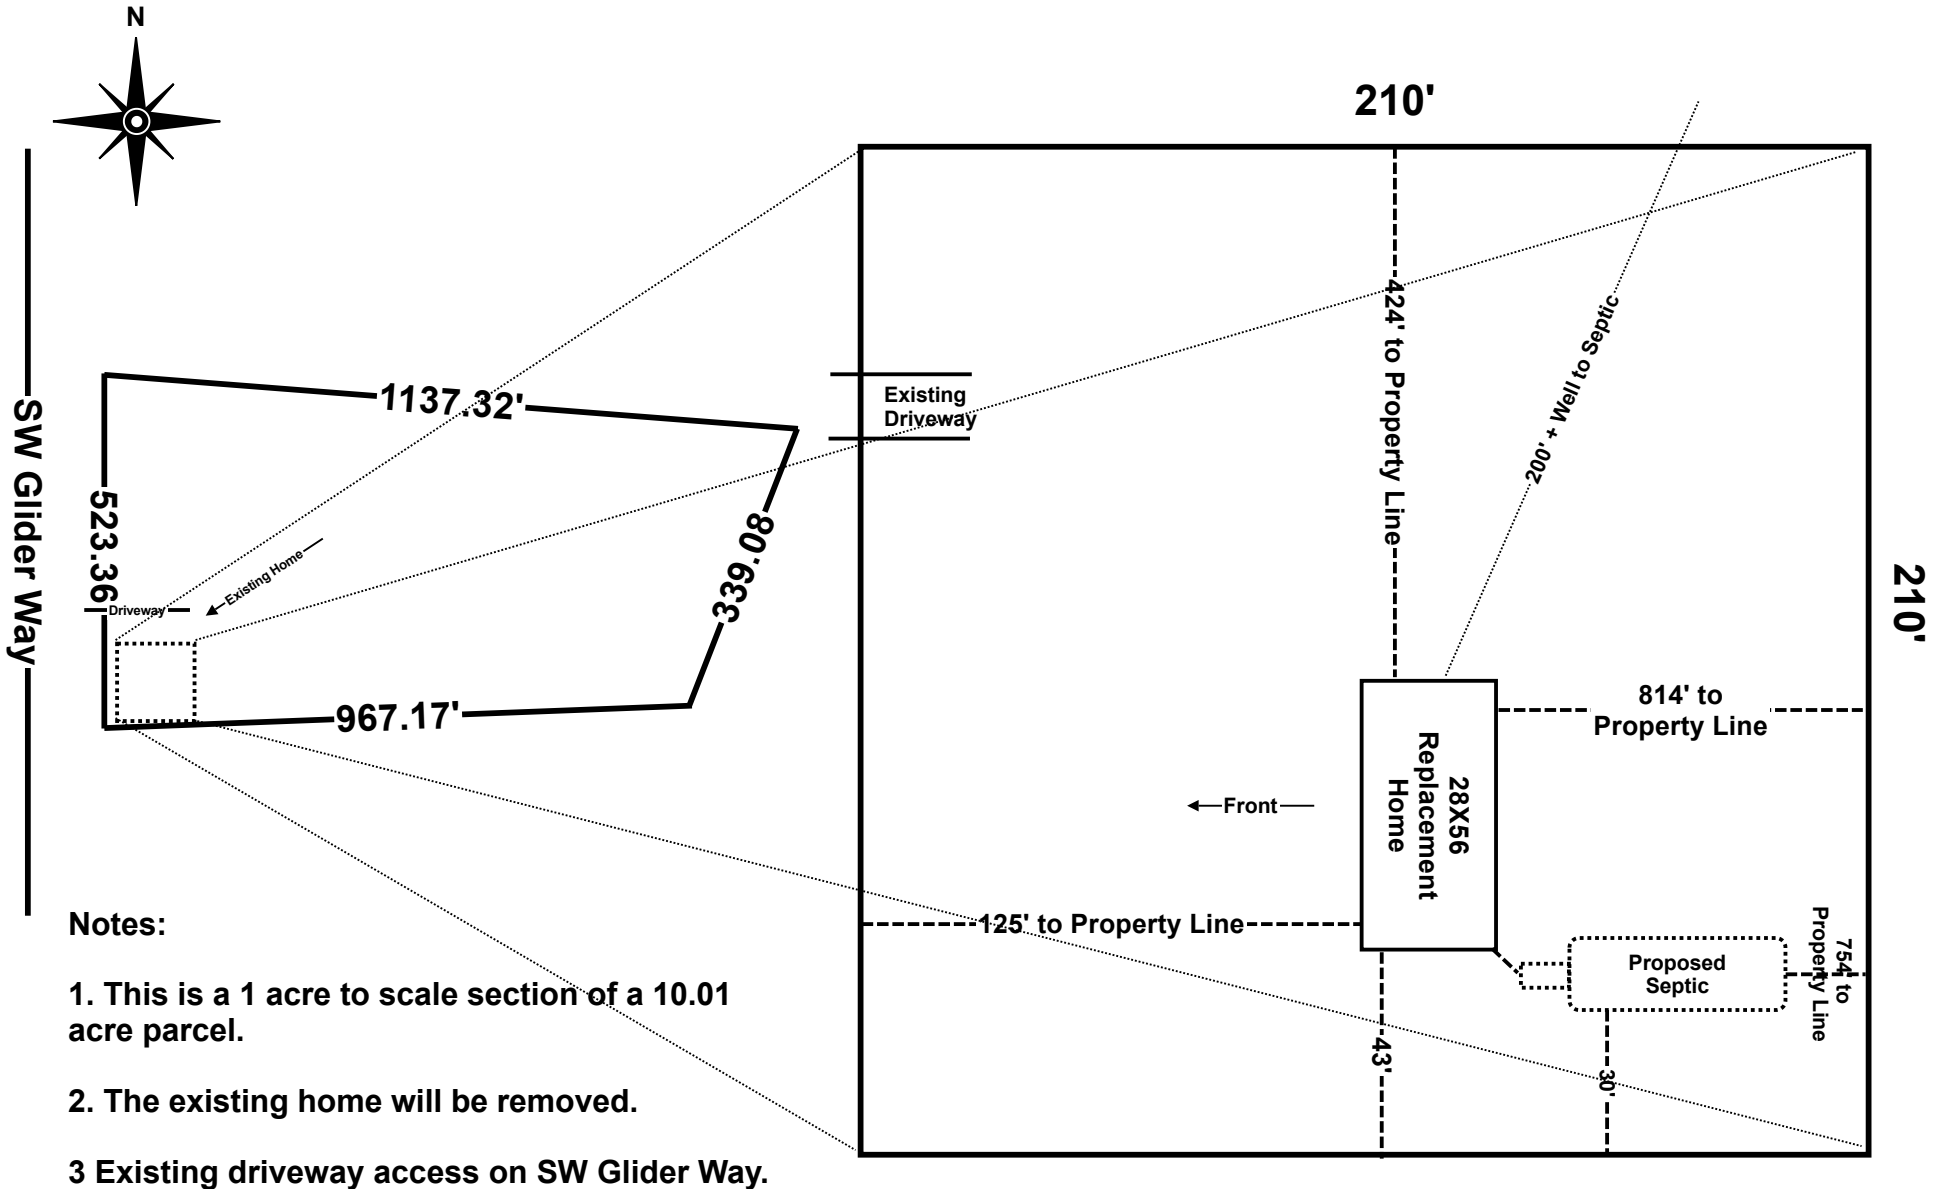 N
210'
SW Glider Way
1137.32'
523.36
339.08
967.17'
Existing Home
Driveway
Existing
Driveway
424' to Property Line
200' + Well to Septic
210'
814' to
Property Line
28X56
Replacement
Home
Front
125' to Property Line
Proposed
Septic
754' to
Property Line
43'
30'
Notes:
1. This is a 1 acre to scale section of a 10.01
acre parcel.
2. The existing home will be removed.
3 Existing driveway access on SW Glider Way.